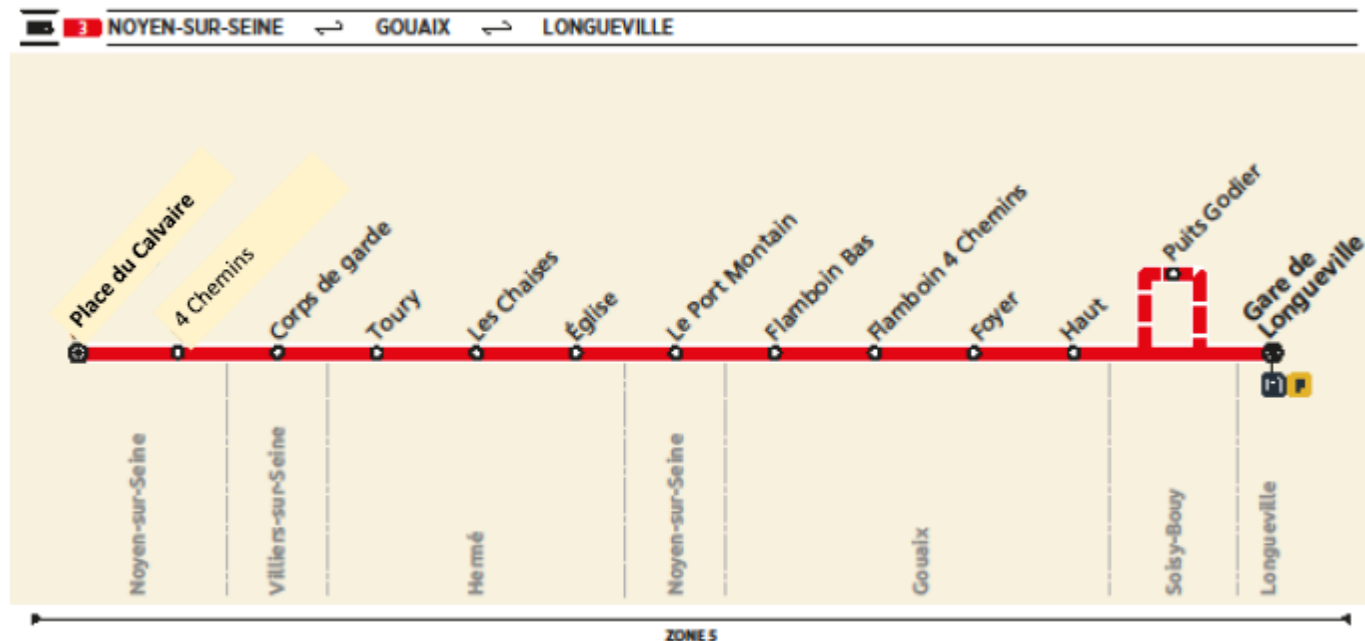 3 NOYEN-SUR-SEINE GOUAIX LONGUEVILLE
Place du Calvaire
4 Chemins
Corps de garde
Toury
Les Chaises
Église
Le Port Montain
Flamboin Bas
Flamboin 4 Chemins
Foyer
Haut
Puits Godier
Gare de
Longueville
P
Noyen-sur-Seine
Villiers-sur-Seine
Hermé
Noyen-sur-Seine
Gouaix
Soisy-Bouy
Longueville
ZONE 5